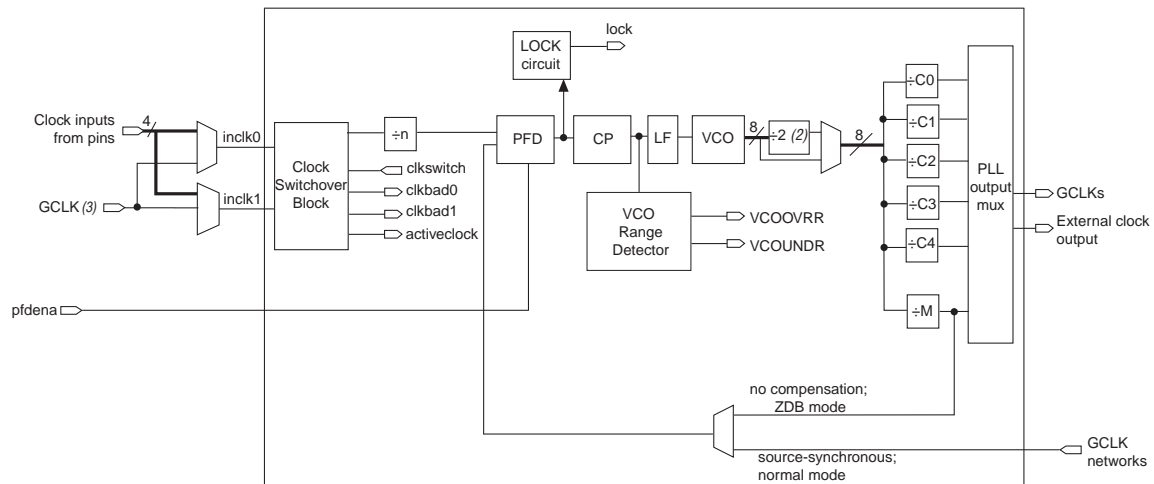 lock
LOCK
circuit
Clock inputs
from pins
4
inclk0
÷n
PFD
CP
LF
VCO
8
÷2 (2)
8
÷C0
÷C1
÷C2
÷C3
÷C4
÷M
PLL
output
mux
GCLKs
External clock
output
Clock
Switchover
Block
clkswitch
clkbad0
clkbad1
activeclock
GCLK (3)
inclk1
VCO
Range
Detector
VCOOVRR
VCOUNDR
pfdena
no compensation;
ZDB mode
source-synchronous;
normal mode
GCLK
networks